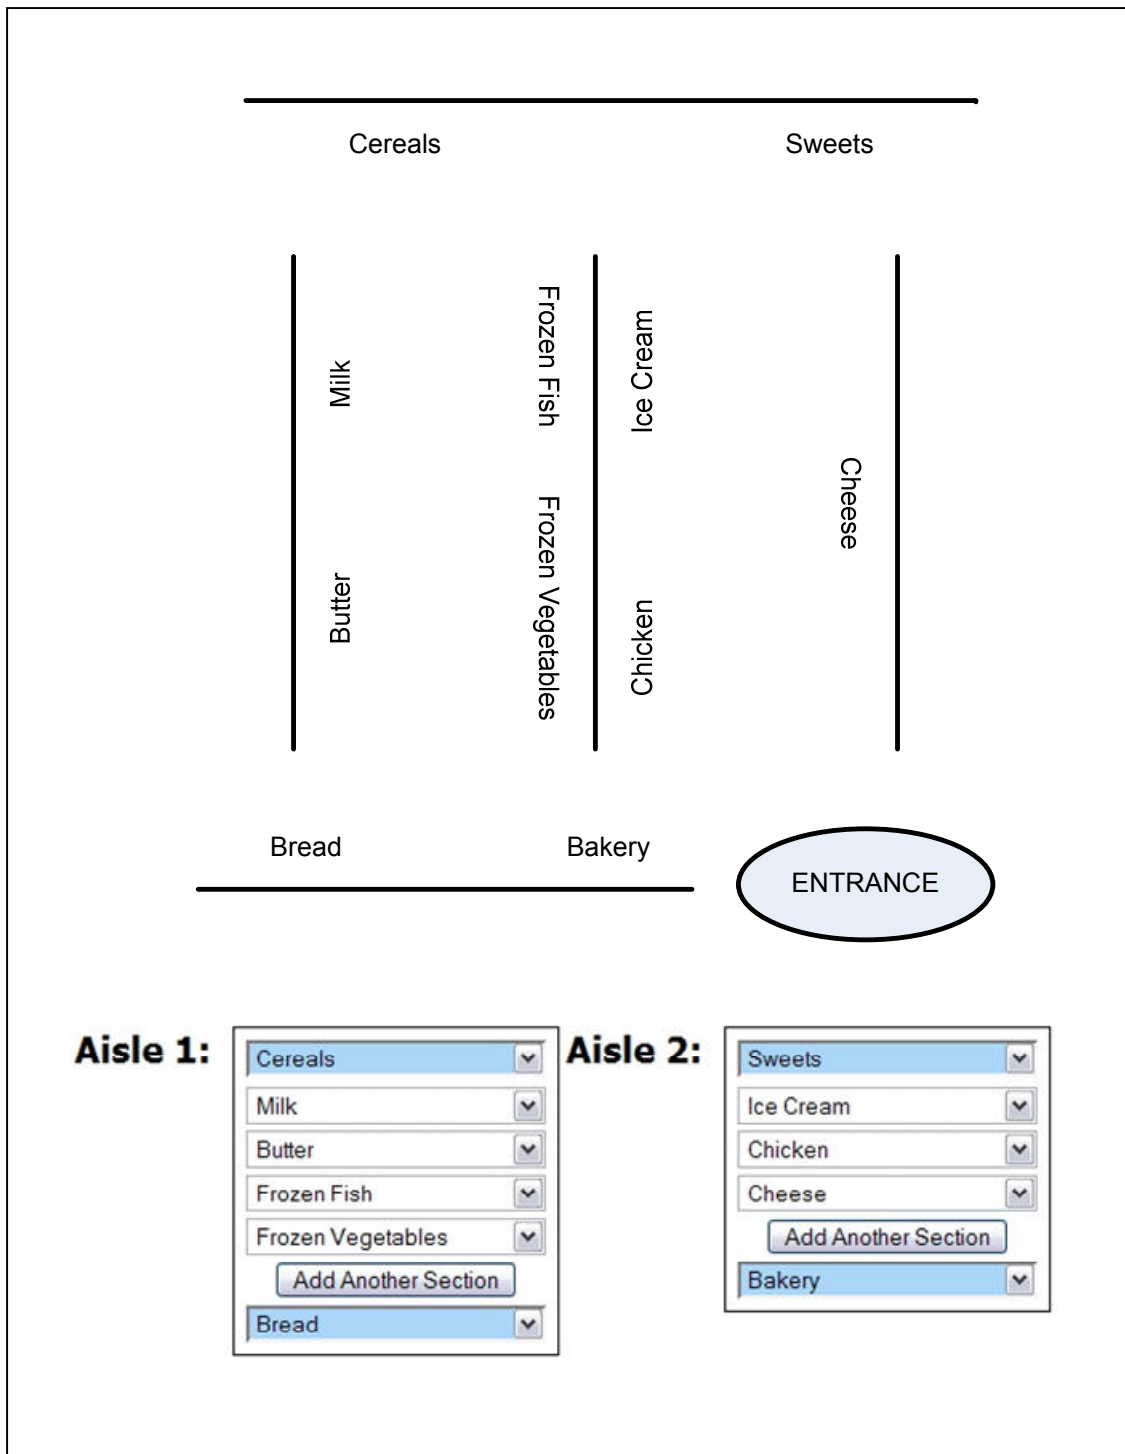 Cereals
Sweets
Milk
Frozen Fish
Ice Cream
Cheese
Butter
Frozen Vegetables
Chicken
Bread
Bakery
ENTRANCE
Aisle 1:
Cereals
Milk
Butter
Frozen Fish
Frozen Vegetables
Add Another Section
Bread
Aisle 2:
Sweets
Ice Cream
Chicken
Cheese
Add Another Section
Bakery